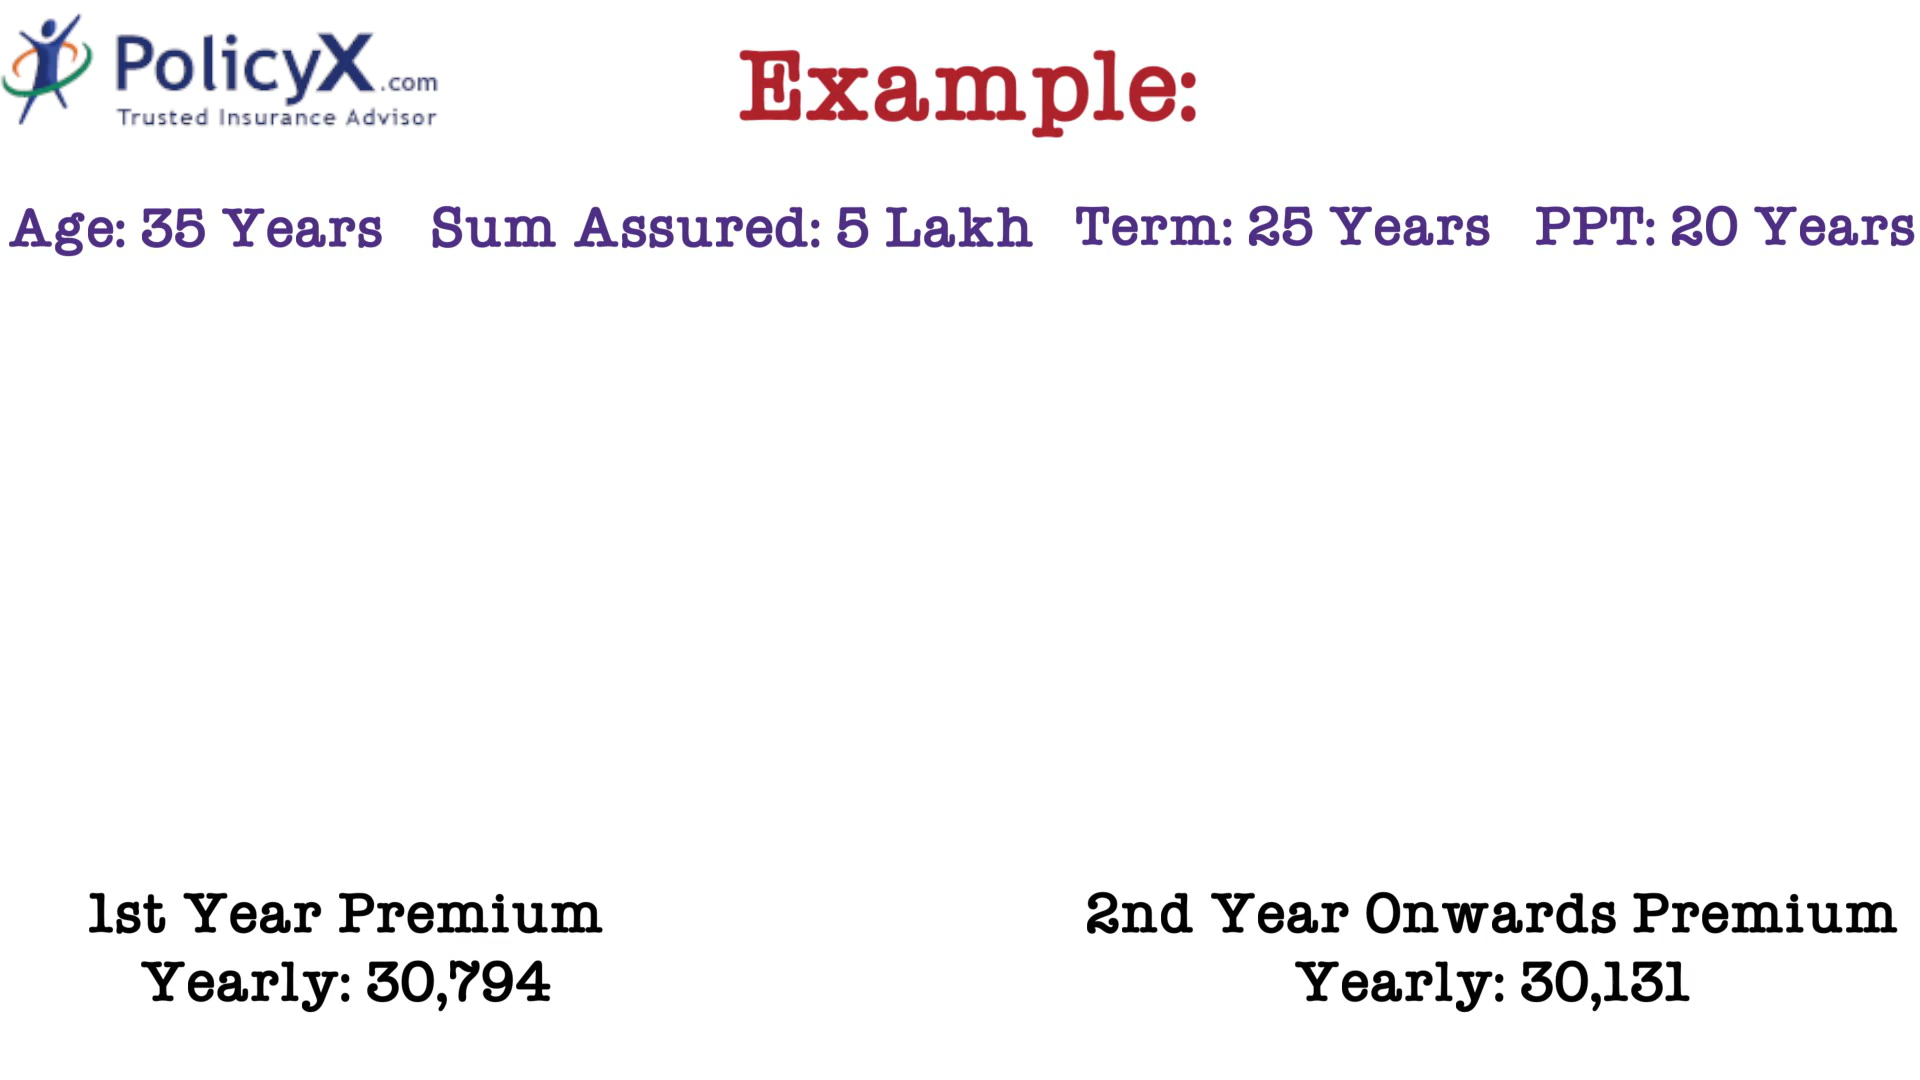 PolicyX.com
Trusted Insurance Advisor
Example:
Age: 35 Years Sum Assured: 5 Lakh Term: 25 Years PPT: 20 Years
1st Year Premium
Yearly: 30,794
2nd Year Onwards Premium
Yearly: 30,131